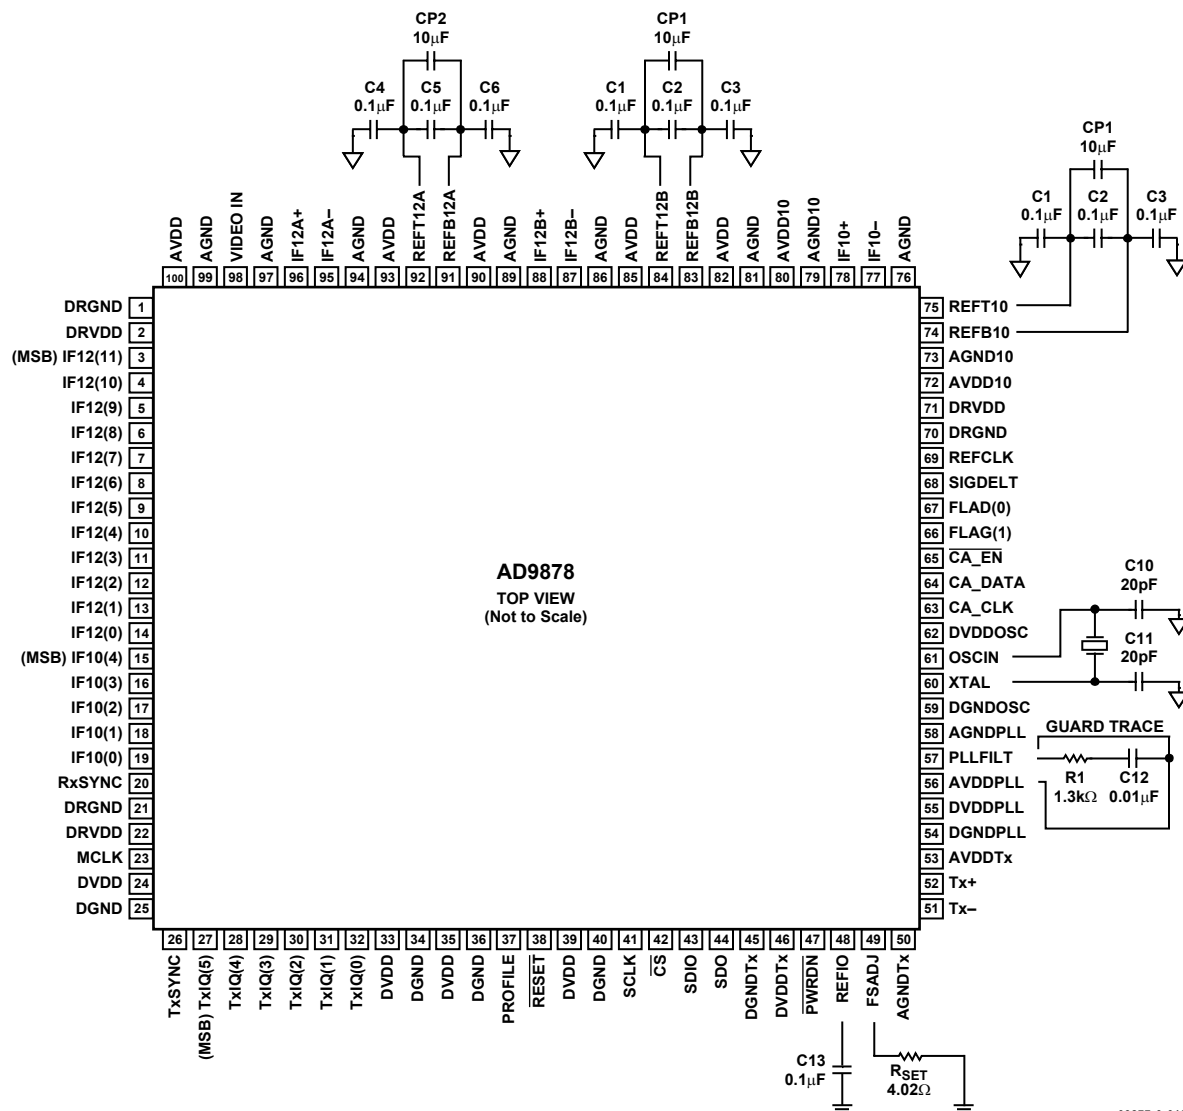 CP2
10µF
C4
0.1µF
C5
0.1µF
C6
0.1µF
CP1
10µF
C1
0.1µF
C2
0.1µF
C3
0.1µF
CP1
10µF
C1
0.1µF
C2
0.1µF
C3
0.1µF
AVDD
AGND
VIDEO IN
AGND
IF12A+
IF12A–
AGND
AVDD
REFT12A
REFB12A
AVDD
AGND
IF12B+
IF12B–
AGND
AVDD
REFT12B
REFB12B
AVDD
AGND
AVDD10
AGND10
IF10+
IF10–
AGND
100 99 98 97 96 95 94 93 92 91 90 89 88 87 86 85 84 83 82 81 80 79 78 77 76
DRGND 1
DRVDD 2
(MSB) IF12(11) 3
IF12(10) 4
IF12(9) 5
IF12(8) 6
IF12(7) 7
IF12(6) 8
IF12(5) 9
IF12(4) 10
IF12(3) 11
IF12(2) 12
IF12(1) 13
IF12(0) 14
(MSB) IF10(4) 15
IF10(3) 16
IF10(2) 17
IF10(1) 18
IF10(0) 19
RxSYNC 20
DRGND 21
DRVDD 22
MCLK 23
DVDD 24
DGND 25
AD9878
TOP VIEW
(Not to Scale)
75 REFT10
74 REFB10
73 AGND10
72 AVDD10
71 DRVDD
70 DRGND
69 REFCLK
68 SIGDELT
67 FLAD(0)
66 FLAG(1)
65 CA_EN
64 CA_DATA
63 CA_CLK
62 DVDDOSC
61 OSCIN
60 XTAL
59 DGNDOSC
58 AGNDPLL
57 PLLFILT
56 AVDDPLL
55 DVDDPLL
54 DGNDPLL
53 AVDDTx
52 Tx+
51 Tx–
C10
20pF
C11
20pF
GUARD TRACE
R1
1.3kΩ
C12
0.01µF
26 27 28 29 30 31 32 33 34 35 36 37 38 39 40 41 42 43 44 45 46 47 48 49 50
TxSYNC
(MSB) TxIQ(5)
TxIQ(4)
TxIQ(3)
TxIQ(2)
TxIQ(1)
TxIQ(0)
DVDD
DGND
DVDD
DGND
PROFILE
RESET
DVDD
DGND
SCLK
CS
SDIO
SDO
DGNDTx
DVDDTx
PWRDN
REFIO
FSADJ
AGNDTx
C13
0.1µF
RSET
4.02Ω